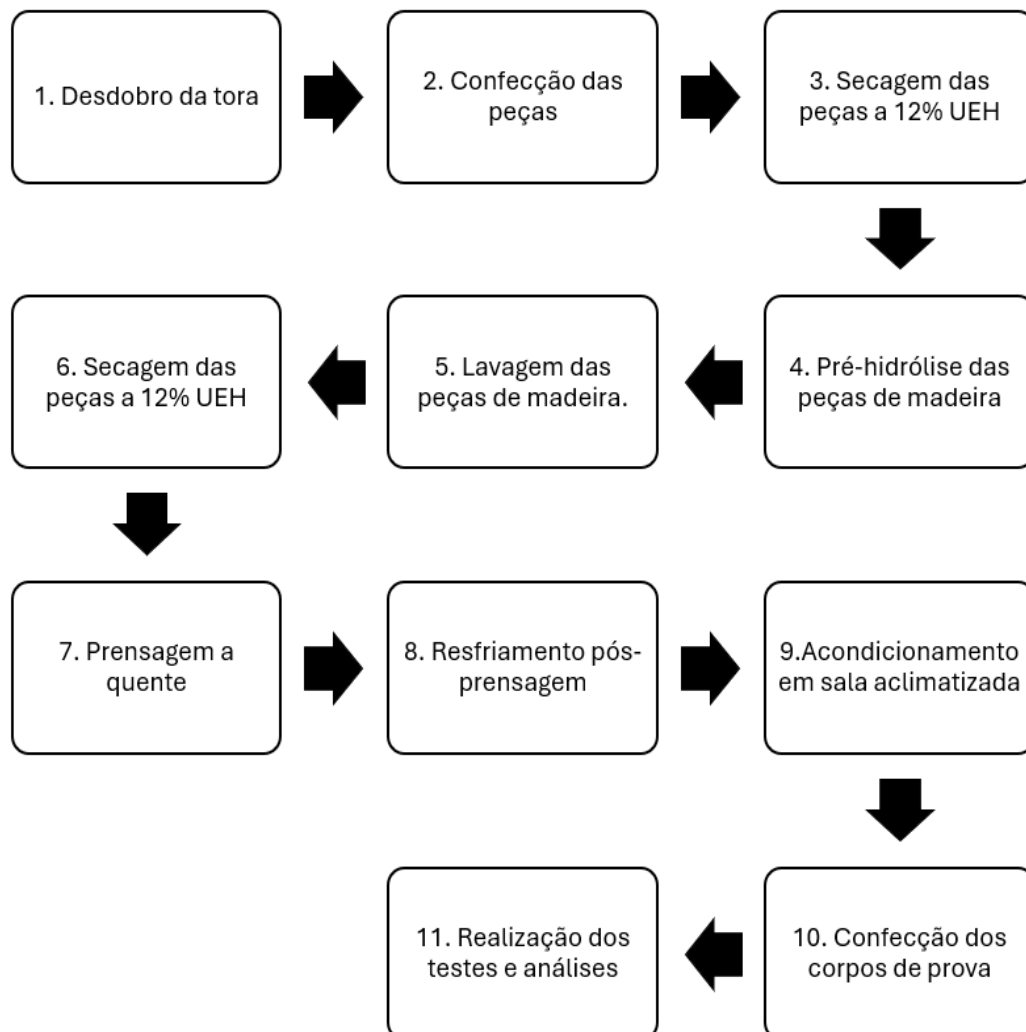 1. Desdobro da tora
2. Confecção das
peças
3. Secagem das
peças a 12% UEH
6. Secagem das
peças a 12% UEH
5. Lavagem das
peças de madeira.
4. Pré-hidrólise das
peças de madeira
7. Prensagem a
quente
8. Resfriamento pós-
prensagem
9.Acondicionamento
em sala aclimatizada
11. Realização dos
testes e análises
10. Confecção dos
corpos de prova